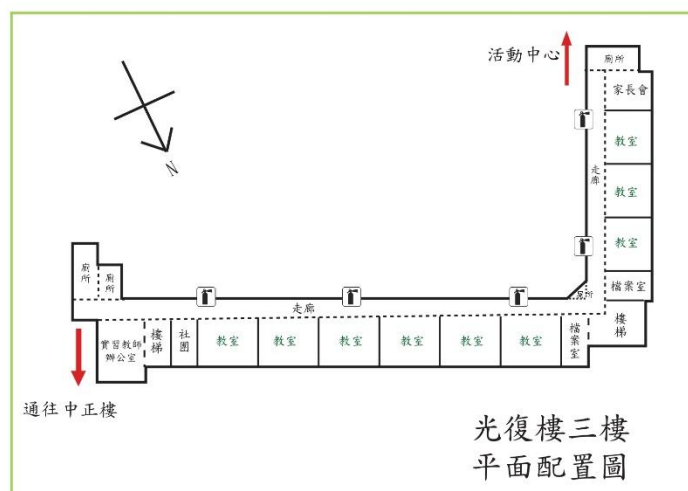 活動中心
廁所
家長會
教室
走廊
教室
教室
檔案室
樓梯
N
廁所
廁所
走廊
廁所
實習教師
辦公室
樓梯
社團
教室
教室
教室
教室
教室
教室
檔案室
通往中正樓
光復樓三樓
平面配置圖